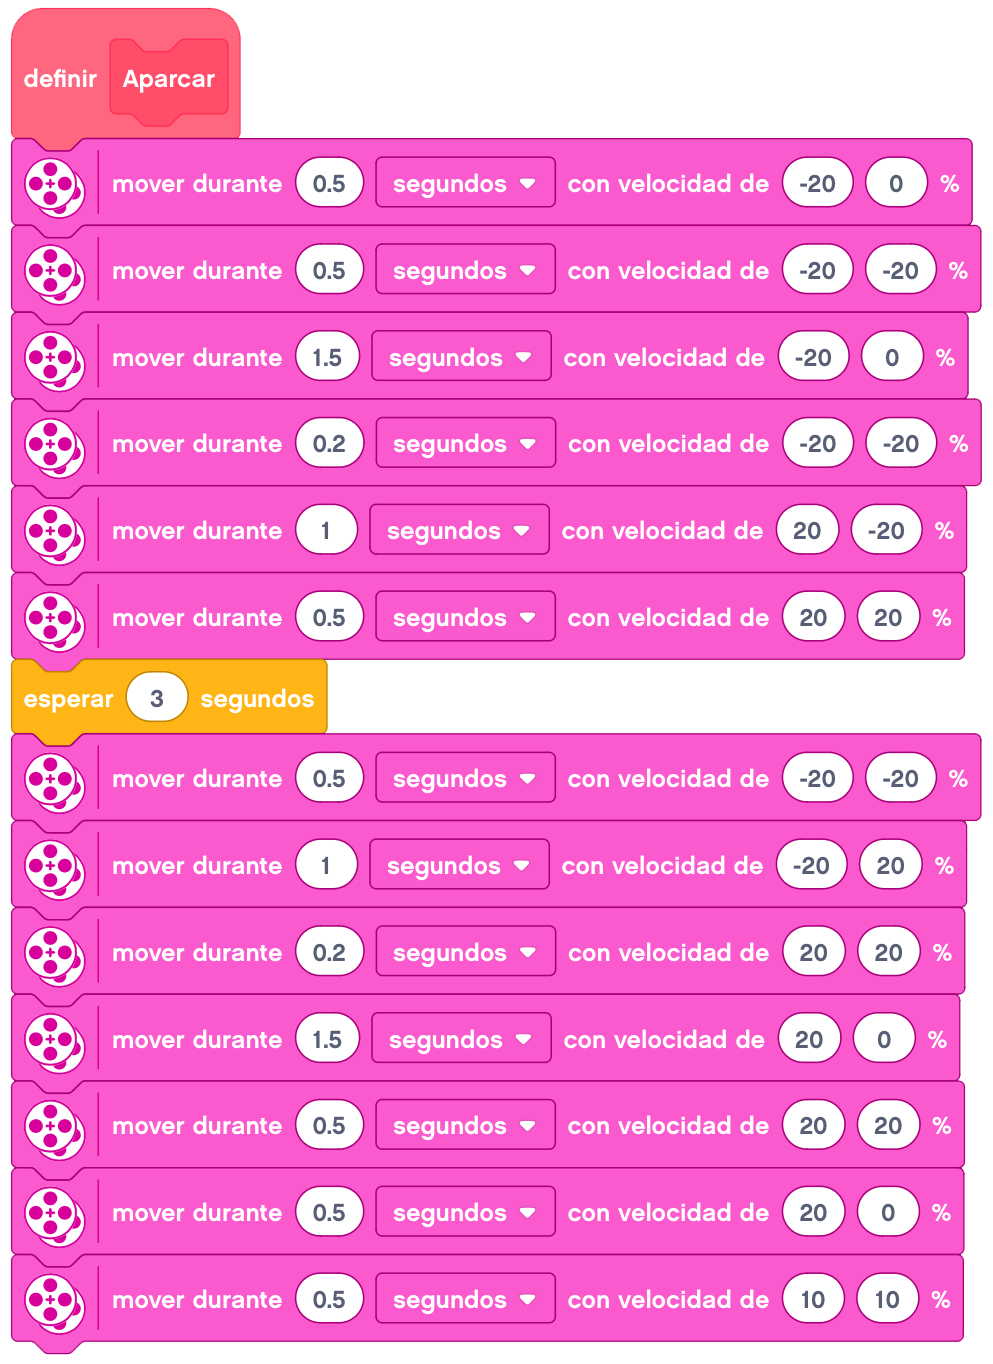 definir Aparcar
mover durante 0.5 segundos con velocidad de -20 0 %
mover durante 0.5 segundos con velocidad de -20 -20 %
mover durante 1.5 segundos con velocidad de -20 0 %
mover durante 0.2 segundos con velocidad de -20 -20 %
mover durante 1 segundos con velocidad de 20 -20 %
mover durante 0.5 segundos con velocidad de 20 20 %
esperar 3 segundos
mover durante 0.5 segundos con velocidad de -20 -20 %
mover durante 1 segundos con velocidad de -20 20 %
mover durante 0.2 segundos con velocidad de 20 20 %
mover durante 1.5 segundos con velocidad de 20 0 %
mover durante 0.5 segundos con velocidad de 20 20 %
mover durante 0.5 segundos con velocidad de 20 0 %
mover durante 0.5 segundos con velocidad de 10 10 %